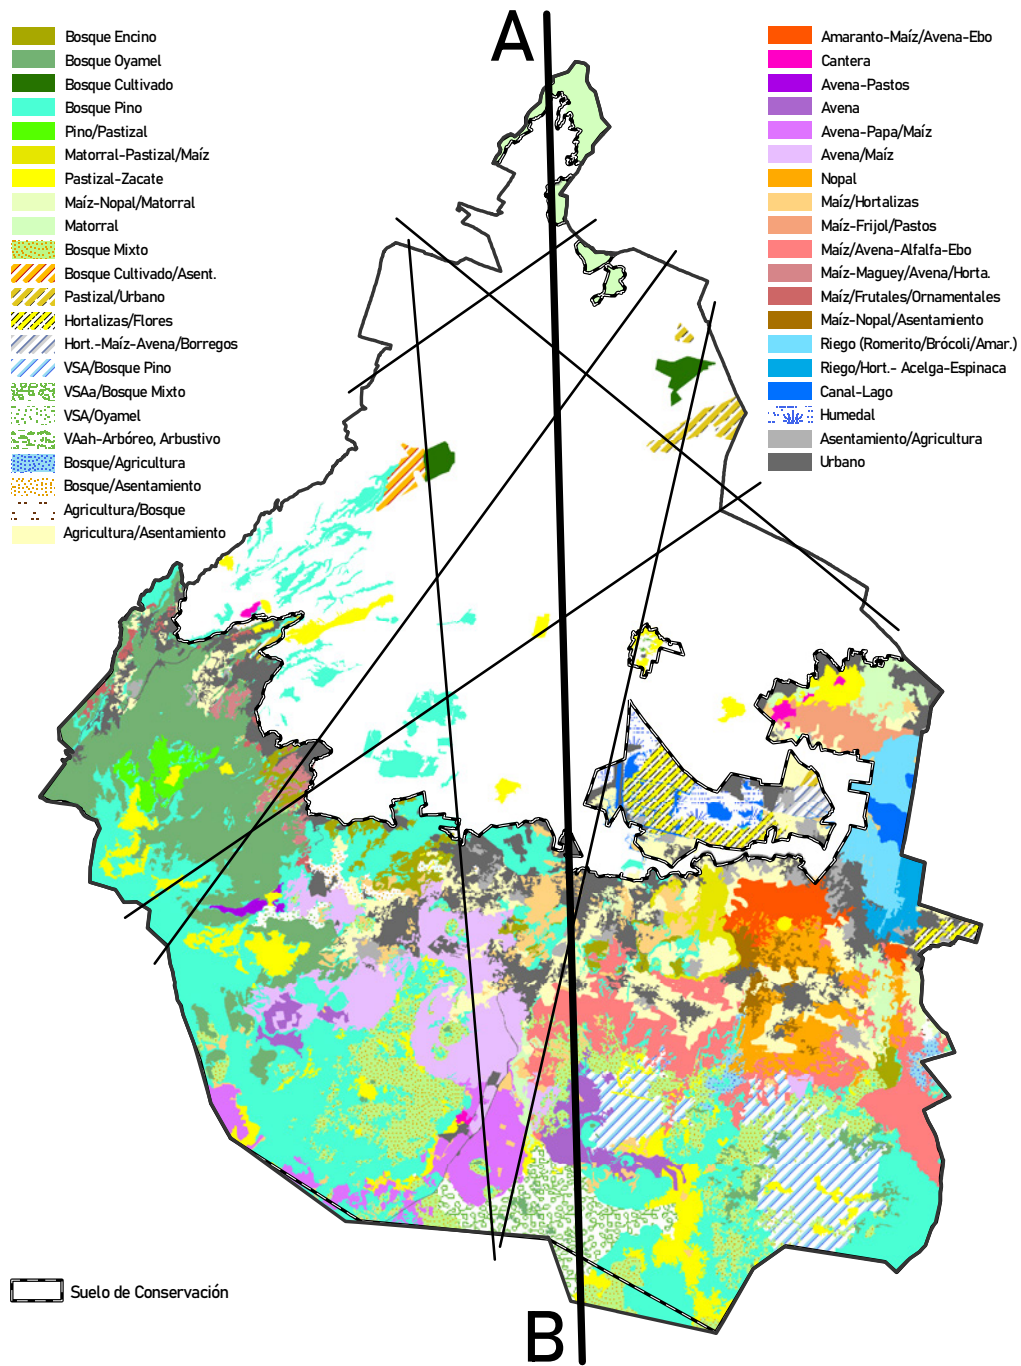 A
Bosque Encino
Bosque Oyamel
Bosque Cultivado
Bosque Pino
Pino/Pastizal
Matorral-Pastizal/Maíz
Pastizal-Zacate
Maíz-Nopal/Matorral
Matorral
Bosque Mixto
Bosque Cultivado/Asent.
Pastizal/Urbano
Hortalizas/Flores
Hort.-Maíz-Avena/Borregos
VSA/Bosque Pino
VSAa/Bosque Mixto
VSA/Oyamel
VAah-Arbóreo, Arbustivo
Bosque/Agricultura
Bosque/Asentamiento
Agricultura/Bosque
Agricultura/Asentamiento
Amaranto-Maíz/Avena-Ebo
Cantera
Avena-Pastos
Avena
Avena-Papa/Maíz
Avena/Maíz
Nopal
Maíz/Hortalizas
Maíz-Frijol/Pastos
Maíz/Avena-Alfalfa-Ebo
Maíz-Maguey/Avena/Horta.
Maíz/Frutales/Ornamentales
Maíz-Nopal/Asentamiento
Riego (Romerito/Brócoli/Amar.)
Riego/Hort.- Acelga-Espinaca
Canal-Lago
Humedal
Asentamiento/Agricultura
Urbano
Suelo de Conservación
B